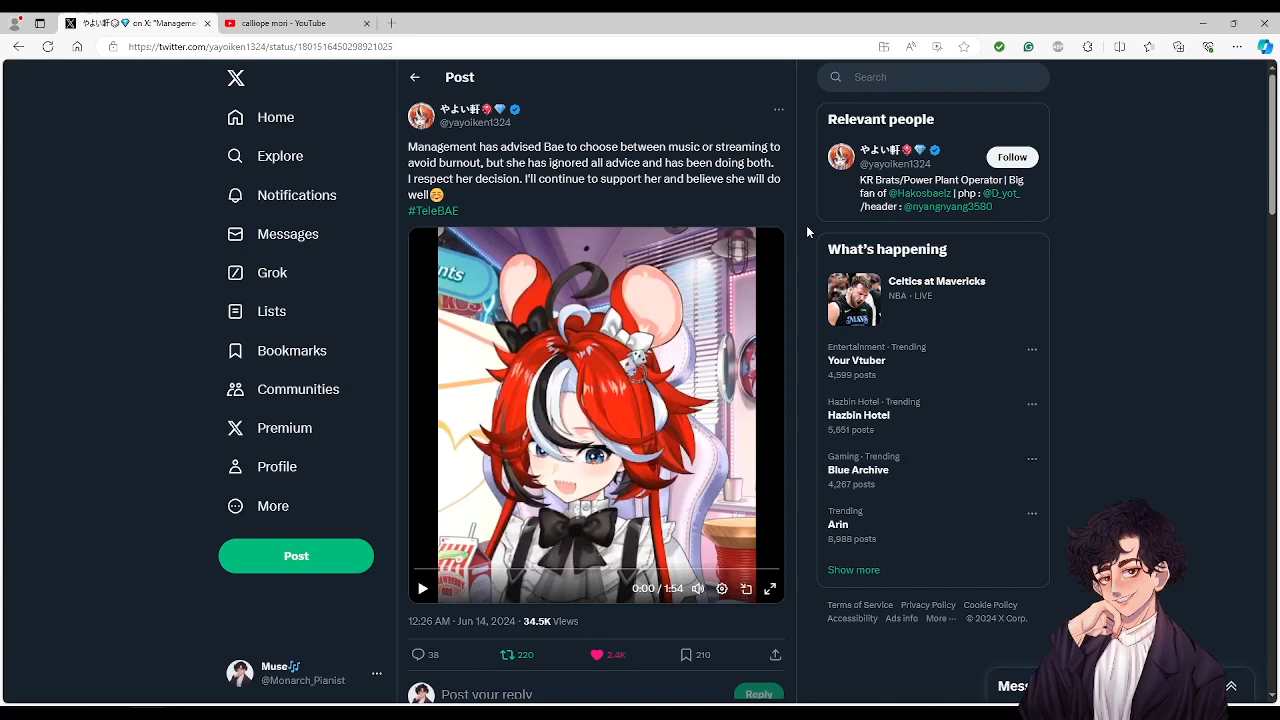 やよい軒 on X: "Manageme
calliope mori - YouTube
https://twitter.com/yayoiken1324/status/1801516450298921025
Home
Explore
Notifications
Messages
Grok
Lists
Bookmarks
Communities
Premium
Profile
More
Post
Muse🎶
@Monarch_Pianist
Post
やよい軒🎲💎
@yayoiken1324
Management has advised Bae to choose between music or streaming to
avoid burnout, but she has ignored all advice and has been doing both.
I respect her decision. I'll continue to support her and believe she will do
well☺️
#TeleBAE
nts
0:00 / 1:54
12:26 AM · Jun 14, 2024 · 34.5K Views
38
220
2.4K
210
Post your reply
Reply
Search
Relevant people
やよい軒🎲💎
@yayoiken1324
Follow
KR Brats/Power Plant Operator | Big
fan of @Hakosbaelz | php : @D_yot_
/header : @nyangnyang3580
What's happening
Celtics at Mavericks
NBA · LIVE
Entertainment · Trending
Your Vtuber
4,599 posts
Hazbin Hotel · Trending
Hazbin Hotel
5,651 posts
Gaming · Trending
Blue Archive
4,267 posts
Trending
Arin
8,988 posts
Show more
Terms of Service Privacy Policy Cookie Policy
Accessibility Ads info More ··· © 2024 X Corp.
Mess